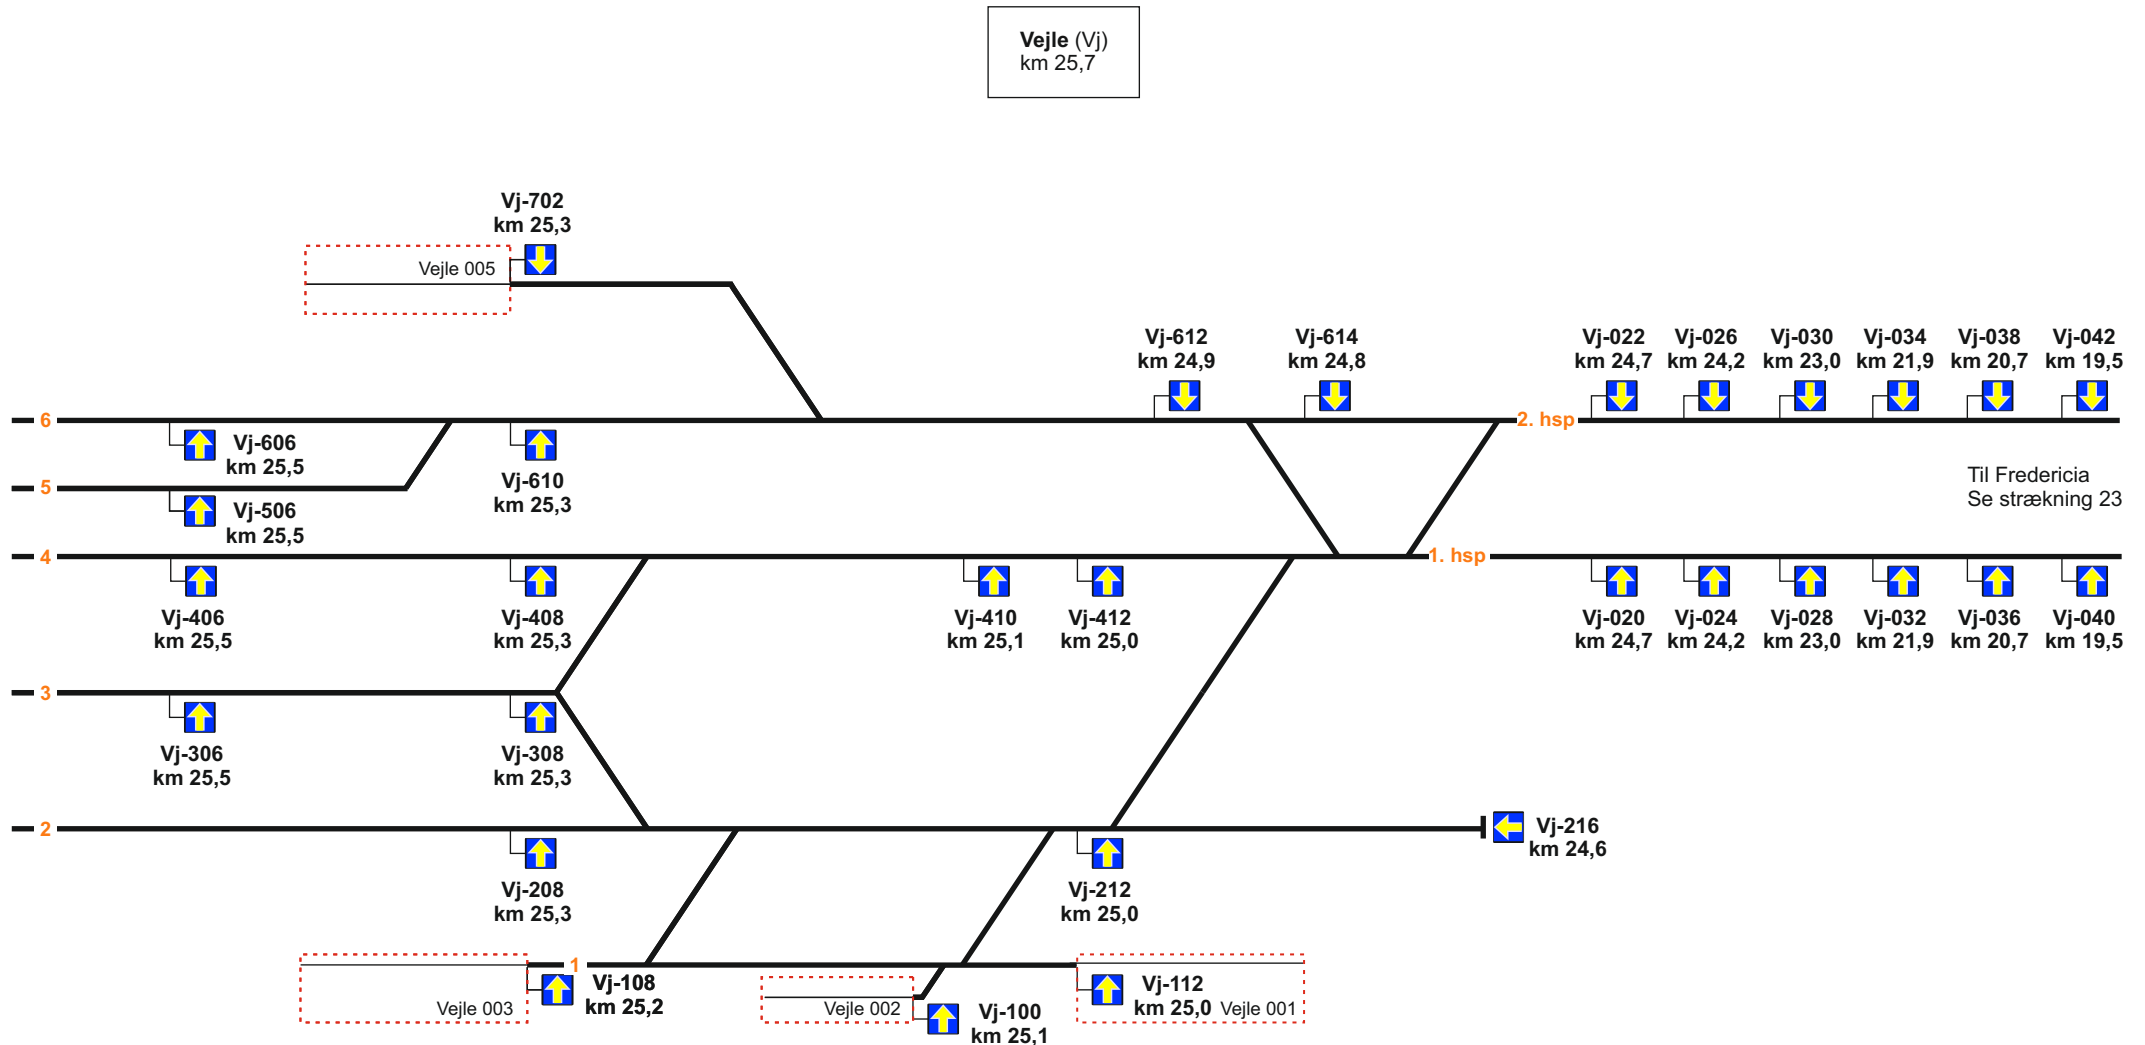 Vejle (Vj)
km 25,7
Vj-702
km 25,3
Vejle 005
Vj-612
km 24,9
Vj-614
km 24,8
Vj-022
km 24,7
Vj-026
km 24,2
Vj-030
km 23,0
Vj-034
km 21,9
Vj-038
km 20,7
Vj-042
km 19,5
6
2. hsp
Vj-606
km 25,5
Vj-610
km 25,3
Til Fredericia
Se strækning 23
5
Vj-506
km 25,5
4
1. hsp
Vj-406
km 25,5
Vj-408
km 25,3
Vj-410
km 25,1
Vj-412
km 25,0
Vj-020
km 24,7
Vj-024
km 24,2
Vj-028
km 23,0
Vj-032
km 21,9
Vj-036
km 20,7
Vj-040
km 19,5
3
Vj-306
km 25,5
Vj-308
km 25,3
2
Vj-216
km 24,6
Vj-208
km 25,3
Vj-212
km 25,0
1
Vj-108
km 25,2
Vejle 003
Vejle 002
Vj-100
km 25,1
Vj-112
km 25,0
Vejle 001